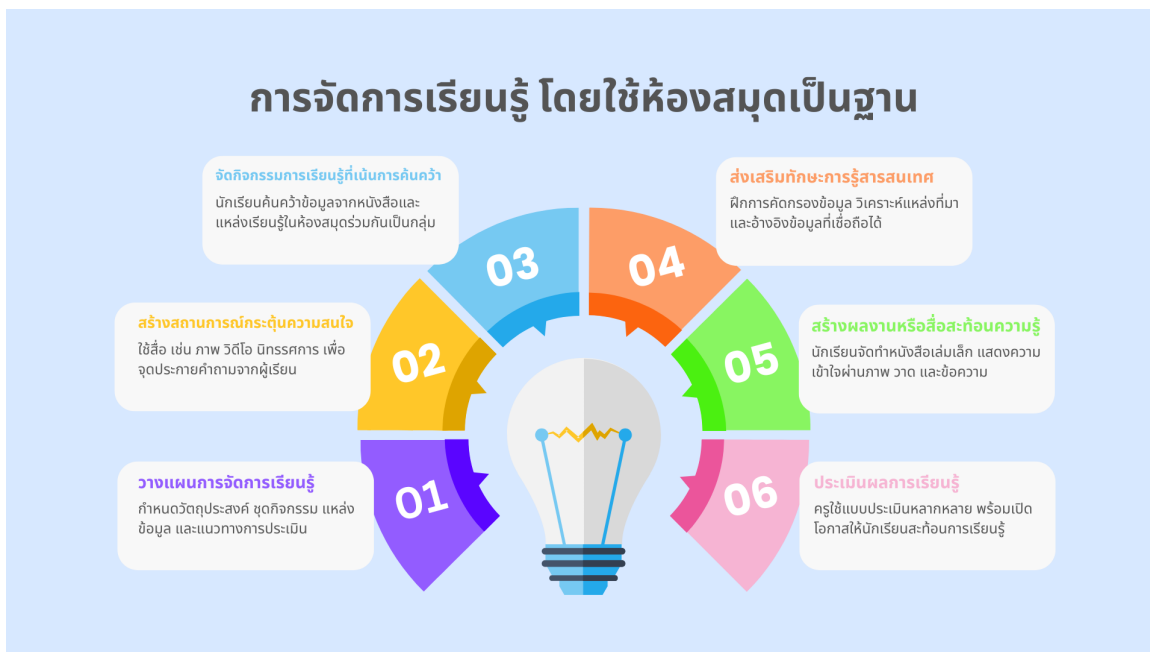 การจัดการเรียนรู้ โดยใช้ห้องสมุดเป็นฐาน
01
วางแผนการจัดการเรียนรู้
กำหนดวัตถุประสงค์ ชุดกิจกรรม แหล่ง
ข้อมูล และแนวทางการประเมิน
02
สร้างสถานการณ์กระตุ้นความสนใจ
ใช้สื่อ เช่น ภาพ วิดีโอ นิทรรศการ เพื่อ
จุดประกายคำถามจากผู้เรียน
03
จัดกิจกรรมการเรียนรู้ที่เน้นการค้นคว้า
นักเรียนค้นคว้าข้อมูลจากหนังสือและ
แหล่งเรียนรู้ในห้องสมุดร่วมกันเป็นกลุ่ม
04
ส่งเสริมทักษะการรู้สารสนเทศ
ฝึกการคัดกรองข้อมูล วิเคราะห์แหล่งที่มา
และอ้างอิงข้อมูลที่เชื่อถือได้
05
สร้างผลงานหรือสื่อสะท้อนความรู้
นักเรียนจัดทำหนังสือเล่มเล็ก แสดงความ
เข้าใจผ่านภาพ วาด และข้อความ
06
ประเมินผลการเรียนรู้
ครูใช้แบบประเมินหลากหลาย พร้อมเปิด
โอกาสให้นักเรียนสะท้อนการเรียนรู้